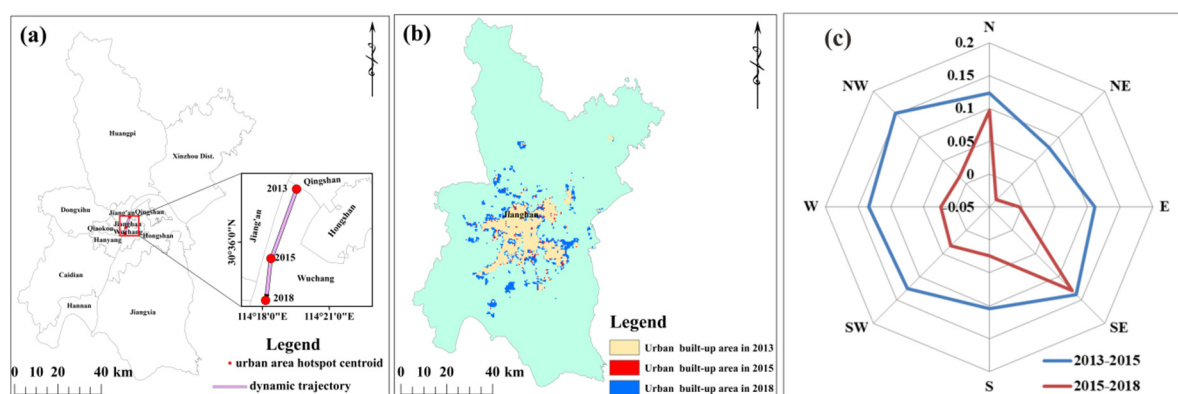 (a)
Huangpi
Xinzhou Dist.
Dongxihu
Jiang'an
Qingshan
Jianghan
Qiaokou
Wuchang
Hanyang
Hongshan
Caidian
Hannan
Jiangxia
2013
Qingshan
Jiang'an
Hongshan
30°36'0"N
2015
Wuchang
2018
114°18'0"E
114°21'0"E
Legend
urban area hotspot centroid
dynamic trajectory
0 10 20 40 km
(b)
Jianghan
Legend
Urban built-up area in 2013
Urban built-up area in 2015
Urban built-up area in 2018
0 10 20 40 km
(c)
N
0.2
NW
0.15
NE
0.1
0.05
0
W
-0.05
E
SW
SE
S
2013-2015
2015-2018